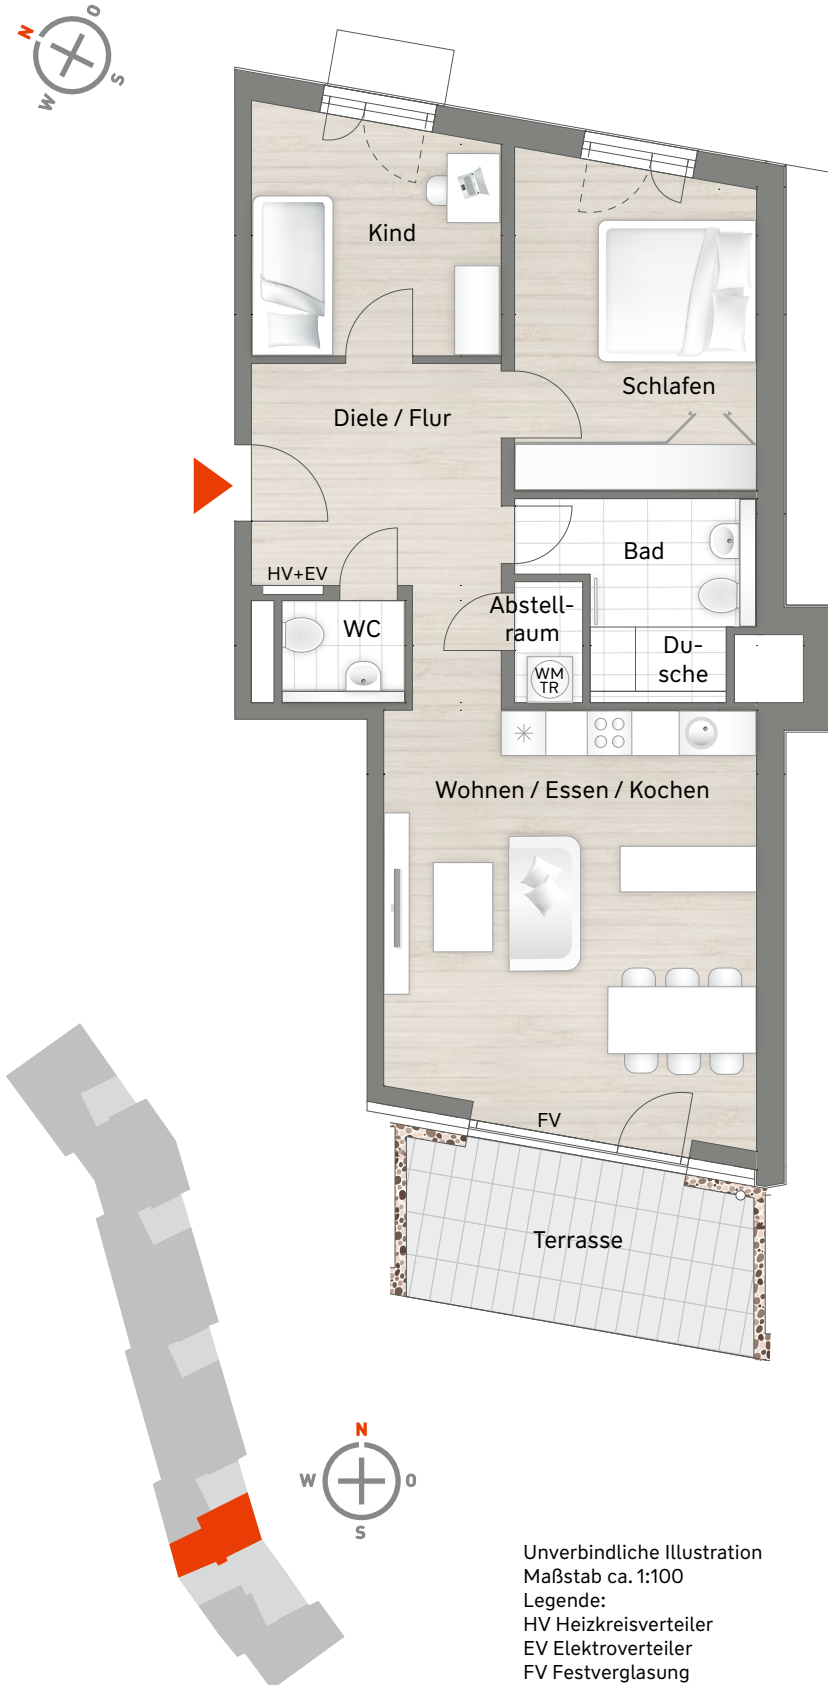 N
O
W
S
Kind
Schlafen
Diele / Flur
Bad
HV+EV
WC
Abstell-
raum
Du-
sche
WM
TR
Wohnen / Essen / Kochen
FV
Terrasse
N
W
O
S
Unverbindliche Illustration
Maßstab ca. 1:100
Legende:
HV Heizkreisverteiler
EV Elektroverteiler
FV Festverglasung